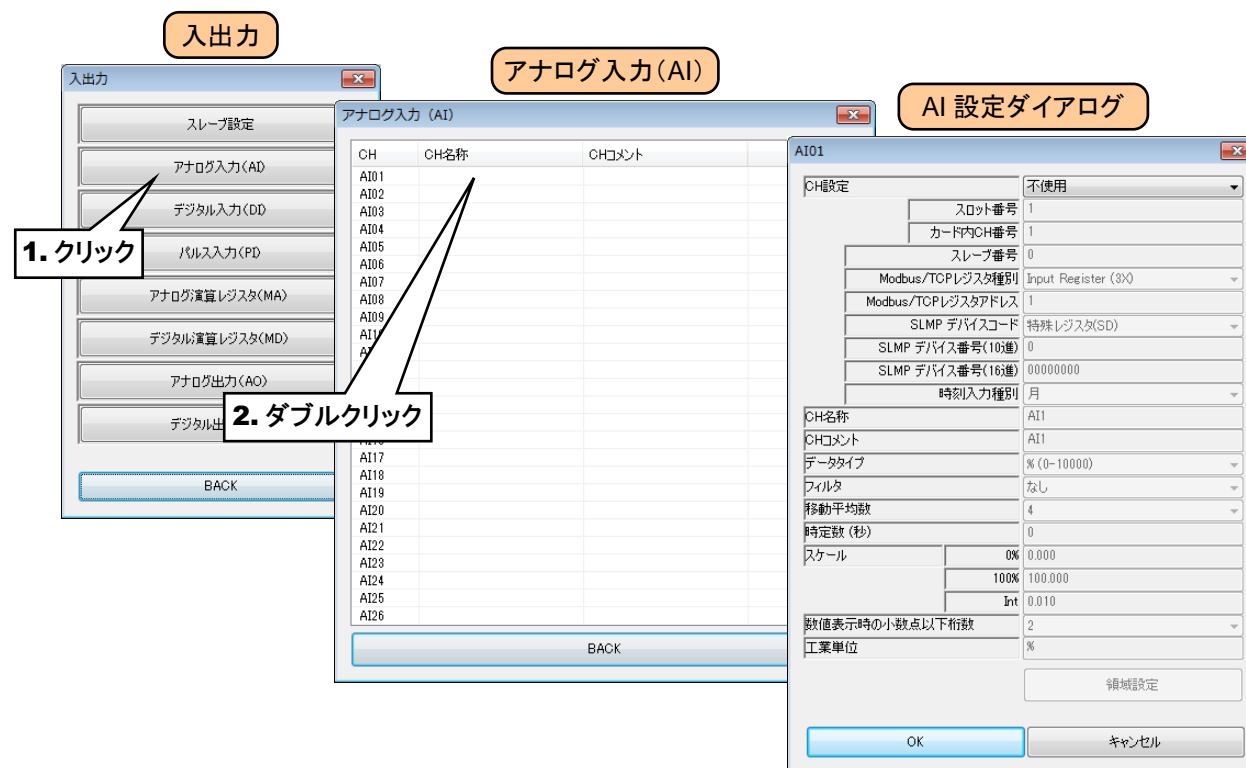 入出力
入出力
スレーブ設定
アナログ入力(AI)
デジタル入力(DI)
パルス入力(PI)
アナログ演算レジスタ(MA)
デジタル演算レジスタ(MD)
アナログ出力(AO)
デジタル出
BACK
1. クリック
アナログ入力(AI)
アナログ入力 (AI)
CH CH名称 CHコメント
AI01
AI02
AI03
AI04
AI05
AI06
AI07
AI08
AI09
AI17
AI18
AI19
AI20
AI21
AI22
AI23
AI24
AI25
AI26
BACK
2. ダブルクリック
AI 設定ダイアログ
AI01
CH設定 不使用
スロット番号 1
カード内CH番号 1
スレーブ番号 0
Modbus/TCPレジスタ種別 Input Register (3X)
Modbus/TCPレジスタアドレス 1
SLMP デバイスコード 特殊レジスタ(SD)
SLMP デバイス番号(10進) 0
SLMP デバイス番号(16進) 00000000
時刻入力種別 月
CH名称 AI1
CHコメント AI1
データタイプ % (0-10000)
フィルタ なし
移動平均数 4
時定数 (秒) 0
スケール 0% 0.000
100% 100.000
Int 0.010
数値表示時の小数点以下桁数 2
工業単位 %
領域設定
OK キャンセル